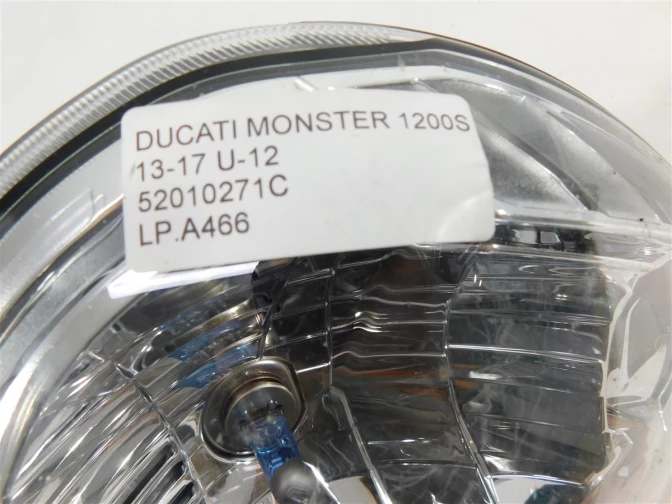 DUCATI MONSTER 1200S
13-17 U-12
52010271C
LP.A466